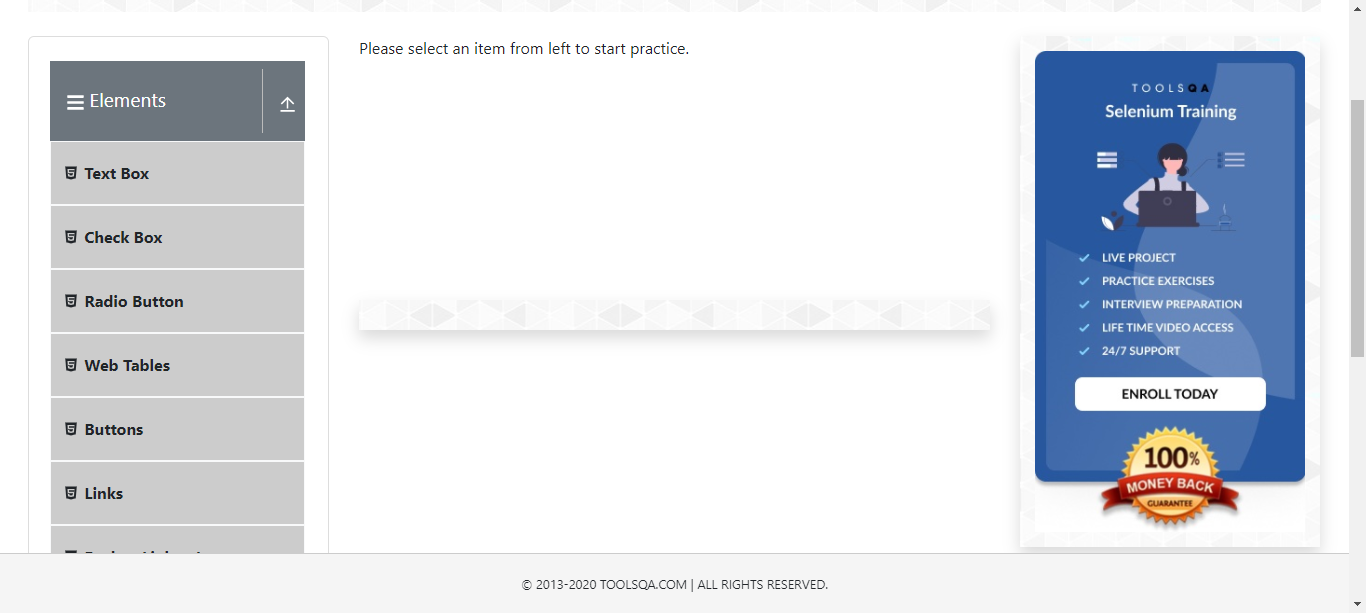 Please select an item from left to start practice.
Elements
Text Box
Check Box
Radio Button
Web Tables
Buttons
Links
TOOLSQA
Selenium Training
LIVE PROJECT
PRACTICE EXERCISES
INTERVIEW PREPARATION
LIFE TIME VIDEO ACCESS
24/7 SUPPORT
ENROLL TODAY
100%
MONEY BACK
GUARANTEE
© 2013-2020 TOOLSQA.COM | ALL RIGHTS RESERVED.